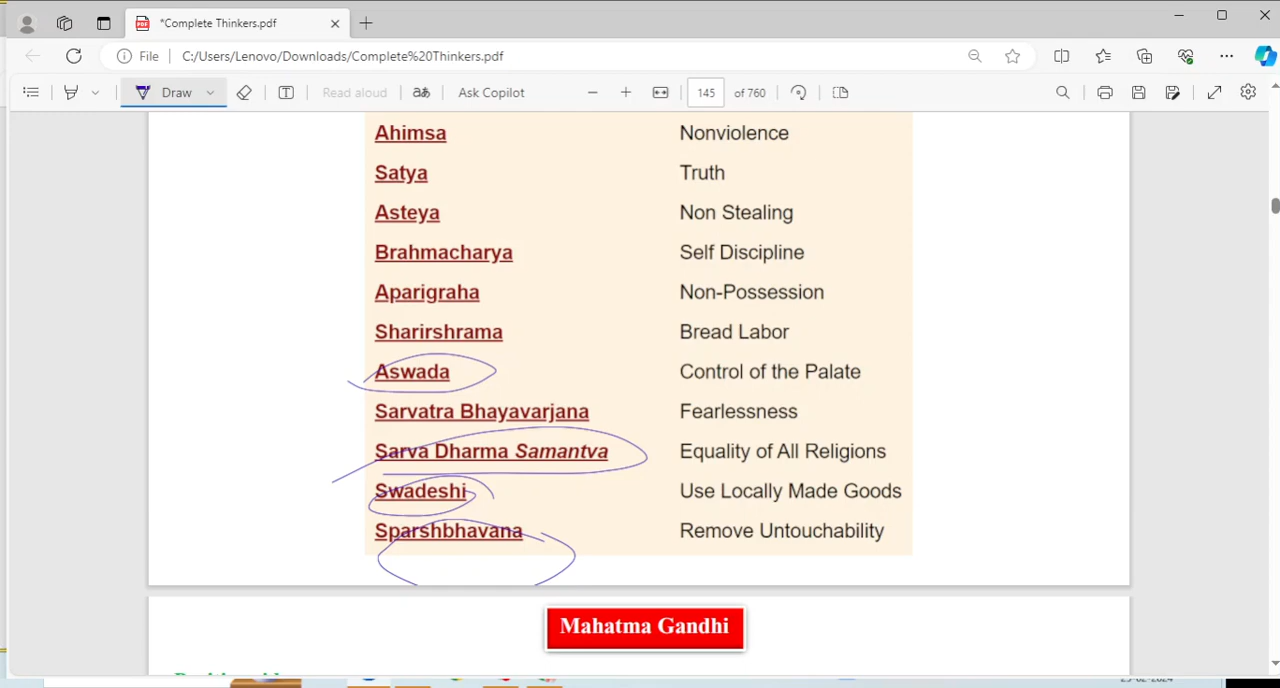 *Complete Thinkers.pdf
File C:/Users/Lenovo/Downloads/Complete%20Thinkers.pdf
Draw Read aloud aあ Ask Copilot 145 of 760
Ahimsa Nonviolence
Satya Truth
Asteya Non Stealing
Brahmacharya Self Discipline
Aparigraha Non-Possession
Sharirshrama Bread Labor
Aswada Control of the Palate
Sarvatra Bhayavarjana Fearlessness
Sarva Dharma Samantva Equality of All Religions
Swadeshi Use Locally Made Goods
Sparshbhavana Remove Untouchability
Mahatma Gandhi